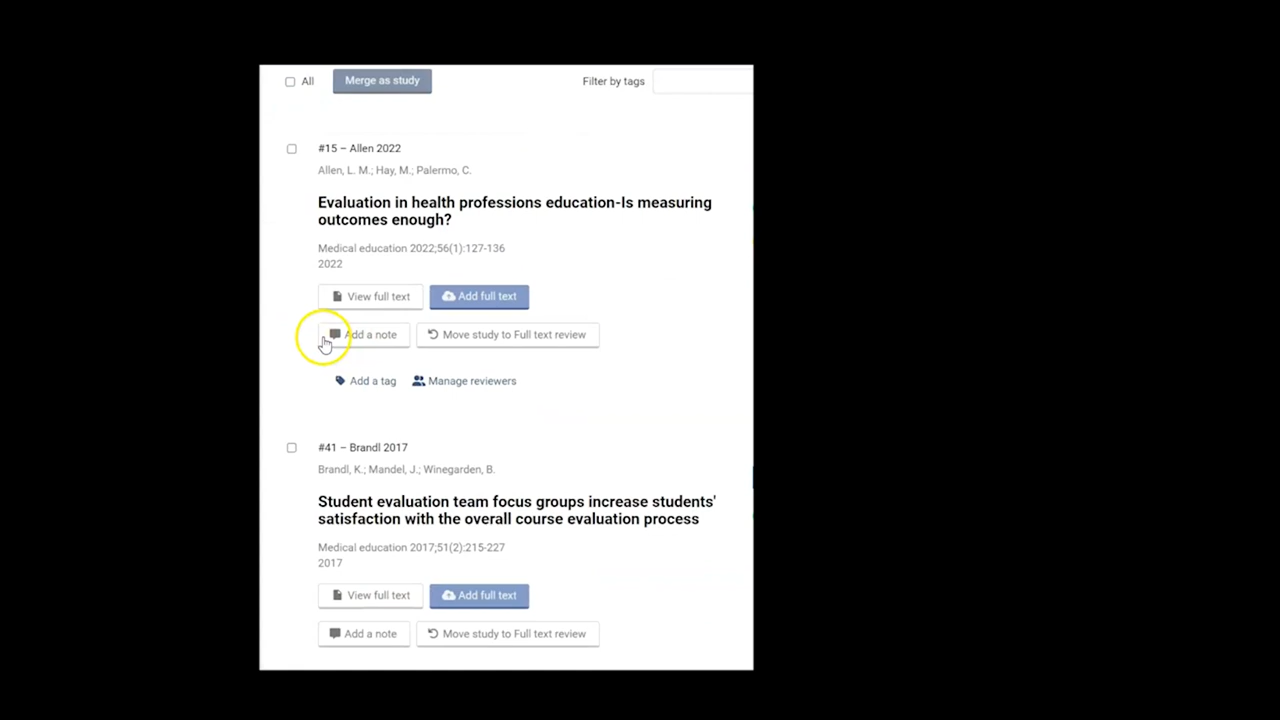 All
Merge as study
Filter by tags
#15 – Allen 2022
Allen, L. M.; Hay, M.; Palermo, C.
Evaluation in health professions education-Is measuring
outcomes enough?
Medical education 2022;56(1):127-136
2022
View full text
Add full text
Add a note
Move study to Full text review
Add a tag
Manage reviewers
#41 – Brandl 2017
Brandl, K.; Mandel, J.; Winegarden, B.
Student evaluation team focus groups increase students'
satisfaction with the overall course evaluation process
Medical education 2017;51(2):215-227
2017
View full text
Add full text
Add a note
Move study to Full text review